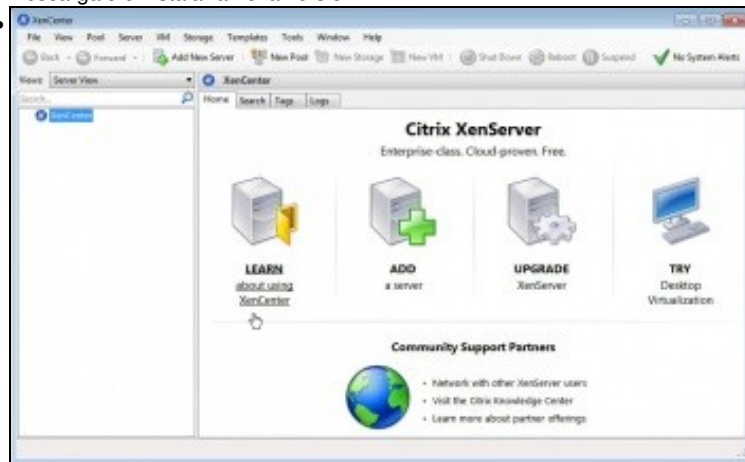 XenCenter
File View Pool Server VM Storage Templates Tools Window Help
Back Forward Add New Server New Pool New Storage New VM Shut Down Reboot Suspend No System Alerts
Views: Server View
XenCenter
Search...
Home Search Tags Logs
XenCenter
Citrix XenServer
Enterprise-class. Cloud-proven. Free.
LEARN
about using
XenCenter
ADD
a server
UPGRADE
XenServer
TRY
Desktop
Virtualization
Community Support Partners
• Network with other XenServer users
• Visit the Citrix Knowledge Center
• Learn more about partner offerings